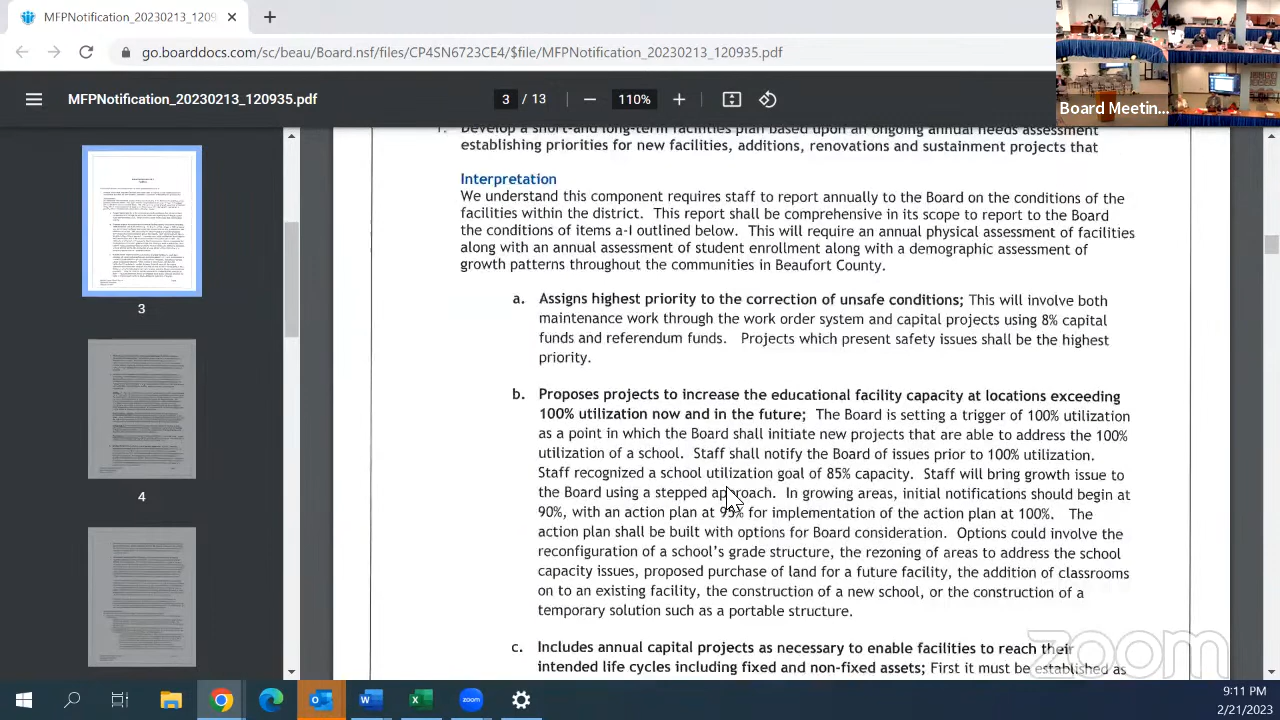 MFPNotification_20230213_1209
go.boarddocs.com/sc/beau/Board.nsf/files/
MFPNotification_20230213_120935.pdf
MFPNotification_20230213_120935.pdf
3
110%
Board Meetin...
establishing priorities for new facilities, additions, renovations and sustainment projects that
Interpretation
We understand this component requires staff to report annually to the Board on the conditions of the
facilities within the district. This report shall be comprehensive in its scope to report to the Board
the conditions of items a-l outlined below. This will require an annual physical assessment of facilities
along with an annual assessment of student enrollment along with a demographic assessment of
growth patterns throughout the communities in Beaufort County.
a. Assigns highest priority to the correction of unsafe conditions; This will involve both
maintenance work through the work order system and capital projects using 8% capital
funds and referendum funds. Projects which present safety issues shall be the highest
priority.
b. Proposes projects to increase the educational facility capacity at locations exceeding
100% utilization now and in the future; The Board is setting a trigger of 100% utilization
as a point in which the Board shall initiate new projects that are able to address the 100%
utilization of a school. Staff shall notify the Board of issues prior to 100% utilization.
Staff recognized a school utilization goal of 85% capacity. Staff will bring growth issue to
the Board using a stepped approach. In growing areas, initial notifications should begin at
90%, with an action plan at 95% for implementation of the action plan at 100%. The
action plan shall be built with options for Board consideration. Options could involve the
reconfiguration of a school's grade structure, the rezoning of areas to address the school
capacity issues, proposed purchase of land for a future facility, the addition of classrooms
on to an existing facility, the construction of a new school, or the construction of a
temporary solution such as a portable structure.
c. Includes annual capital projects as necessary to enable facilities to reach their
intended life cycles including fixed and non-fixed assets; First it must be established as
3
4
zoom
zoom
9:11 PM
2/21/2023